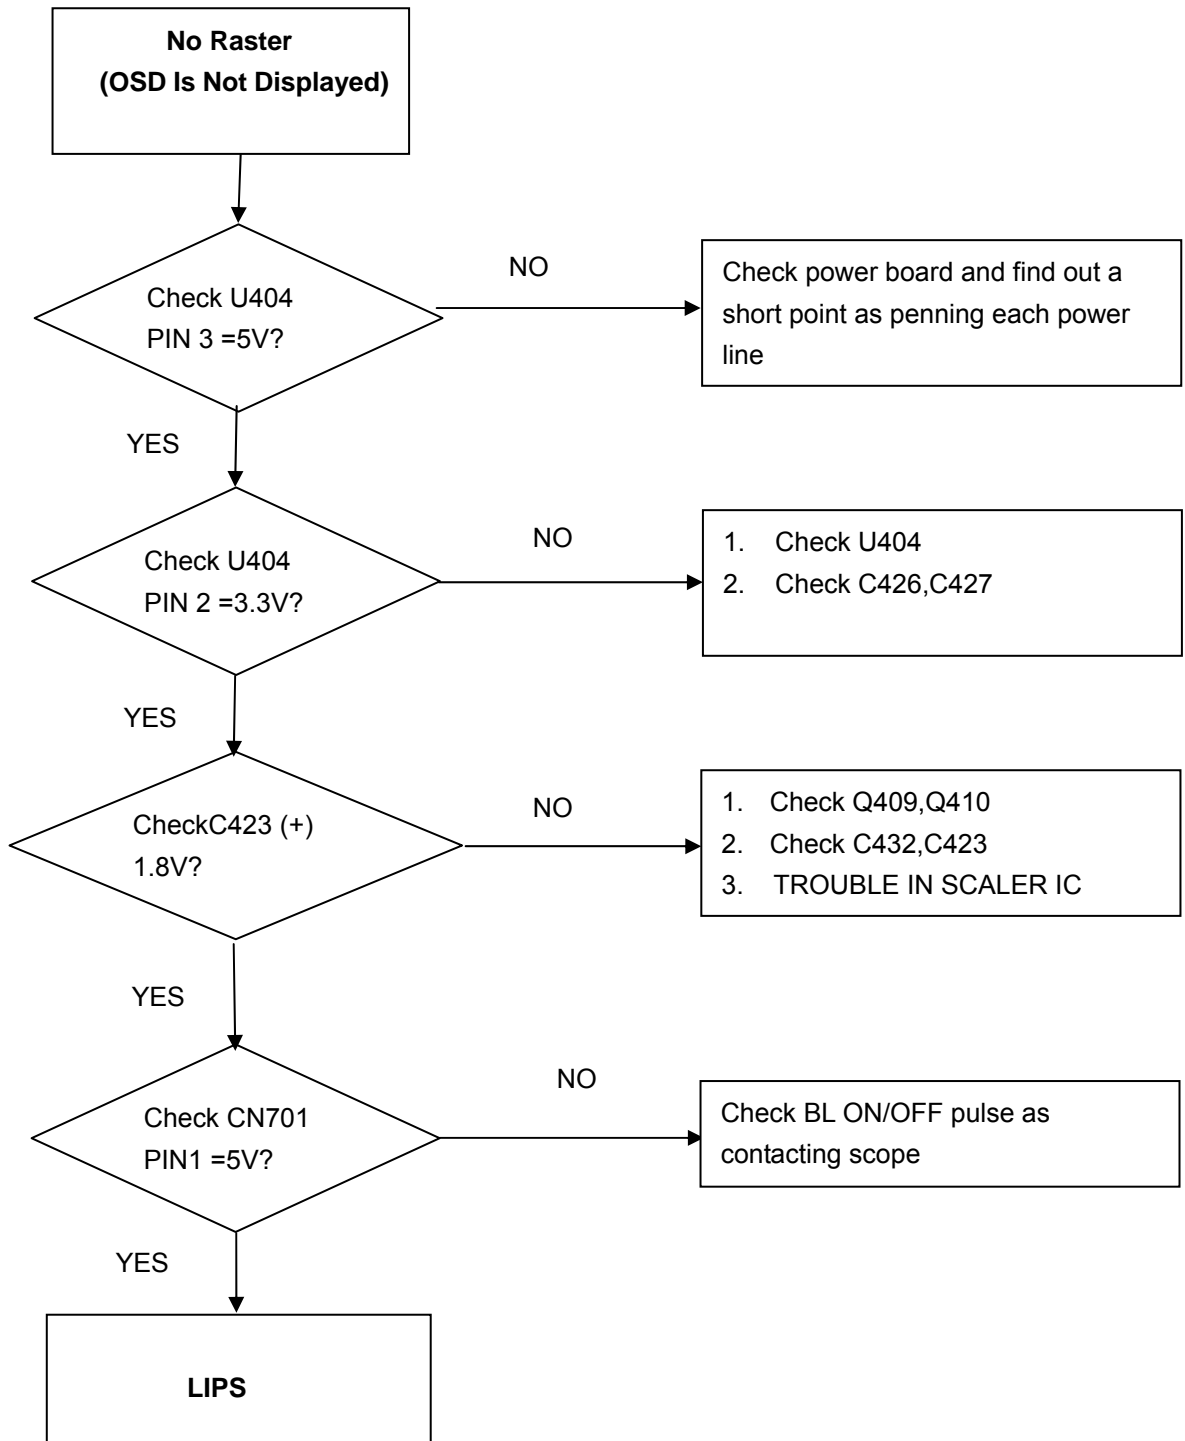 No Raster
(OSD Is Not Displayed)
Check U404
PIN 3 =5V?
NO
Check power board and find out a
short point as penning each power
line
YES
Check U404
PIN 2 =3.3V?
NO
1. Check U404
2. Check C426,C427
YES
CheckC423 (+)
1.8V?
NO
1. Check Q409,Q410
2. Check C432,C423
3. TROUBLE IN SCALER IC
YES
Check CN701
PIN1 =5V?
NO
Check BL ON/OFF pulse as
contacting scope
YES
LIPS